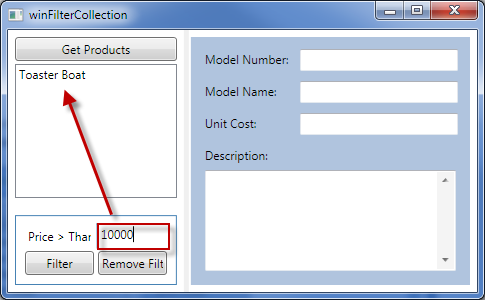 winFilterCollection
Get Products
Toaster Boat
Price > Thar
10000
Filter
Remove Filt
Model Number:
Model Name:
Unit Cost:
Description: